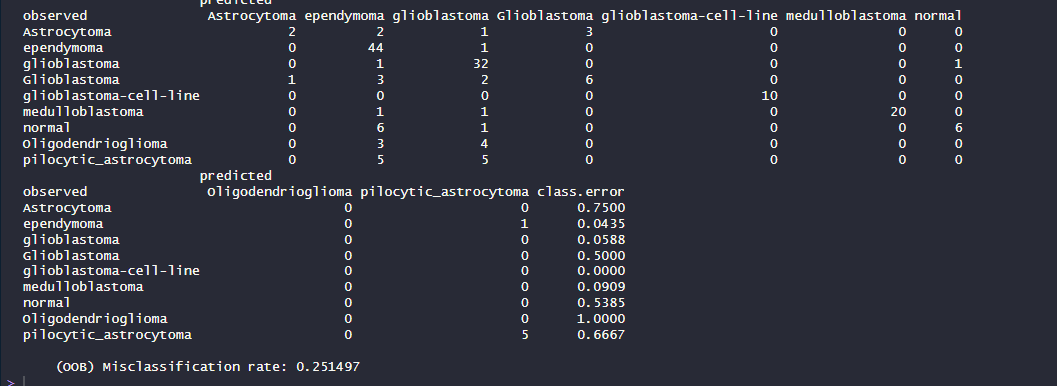 predicted
observed Astrocytoma ependymoma glioblastoma Glioblastoma glioblastoma-cell-line medulloblastoma normal
Astrocytoma 2 2 1 3 0 0 0
ependymoma 0 44 1 0 0 0 0
glioblastoma 0 1 32 0 0 0 1
Glioblastoma 1 3 2 6 0 0 0
glioblastoma-cell-line 0 0 0 0 10 0 0
medulloblastoma 0 1 1 0 0 20 0
normal 0 6 1 0 0 0 6
Oligodendrioglioma 0 3 4 0 0 0 0
pilocytic_astrocytoma 0 5 5 0 0 0 0
predicted
observed Oligodendrioglioma pilocytic_astrocytoma class.error
Astrocytoma 0 0 0.7500
ependymoma 0 1 0.0435
glioblastoma 0 0 0.0588
Glioblastoma 0 0 0.5000
glioblastoma-cell-line 0 0 0.0000
medulloblastoma 0 0 0.0909
normal 0 0 0.5385
Oligodendrioglioma 0 0 1.0000
pilocytic_astrocytoma 0 5 0.6667
(OOB) Misclassification rate: 0.251497
>